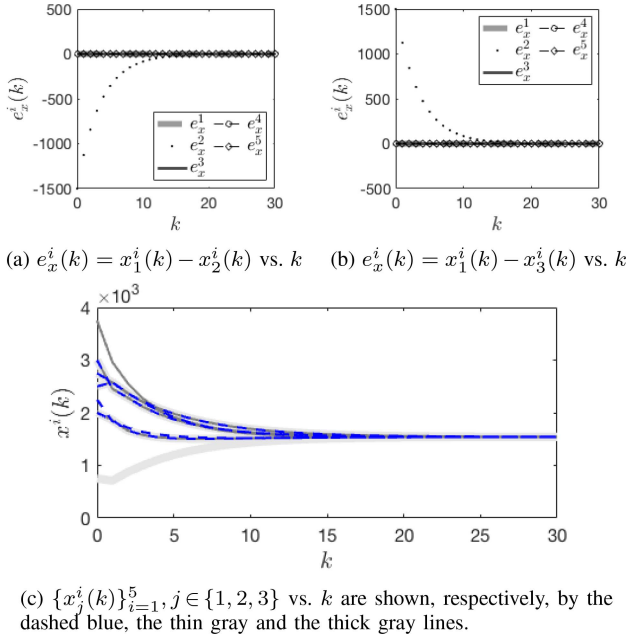 500
0
-500
-1000
-1500
e_x^i(k)
e_x^1 e_x^4
e_x^2 e_x^5
e_x^3
0 10 20 30
k
(a) e_x^i(k) = x_1^i(k) − x_2^i(k) vs. k
1500
1000
500
0
-500
e_x^i(k)
e_x^1 e_x^4
e_x^2 e_x^5
e_x^3
0 10 20 30
k
(b) e_x^i(k) = x_1^i(k) − x_3^i(k) vs. k
×10^3
4
3
2
1
0
x^i(k)
0 5 10 15 20 25 30
k
(c) {x_j^i(k)}_{i=1}^5, j ∈ {1, 2, 3} vs. k are shown, respectively, by the
dashed blue, the thin gray and the thick gray lines.